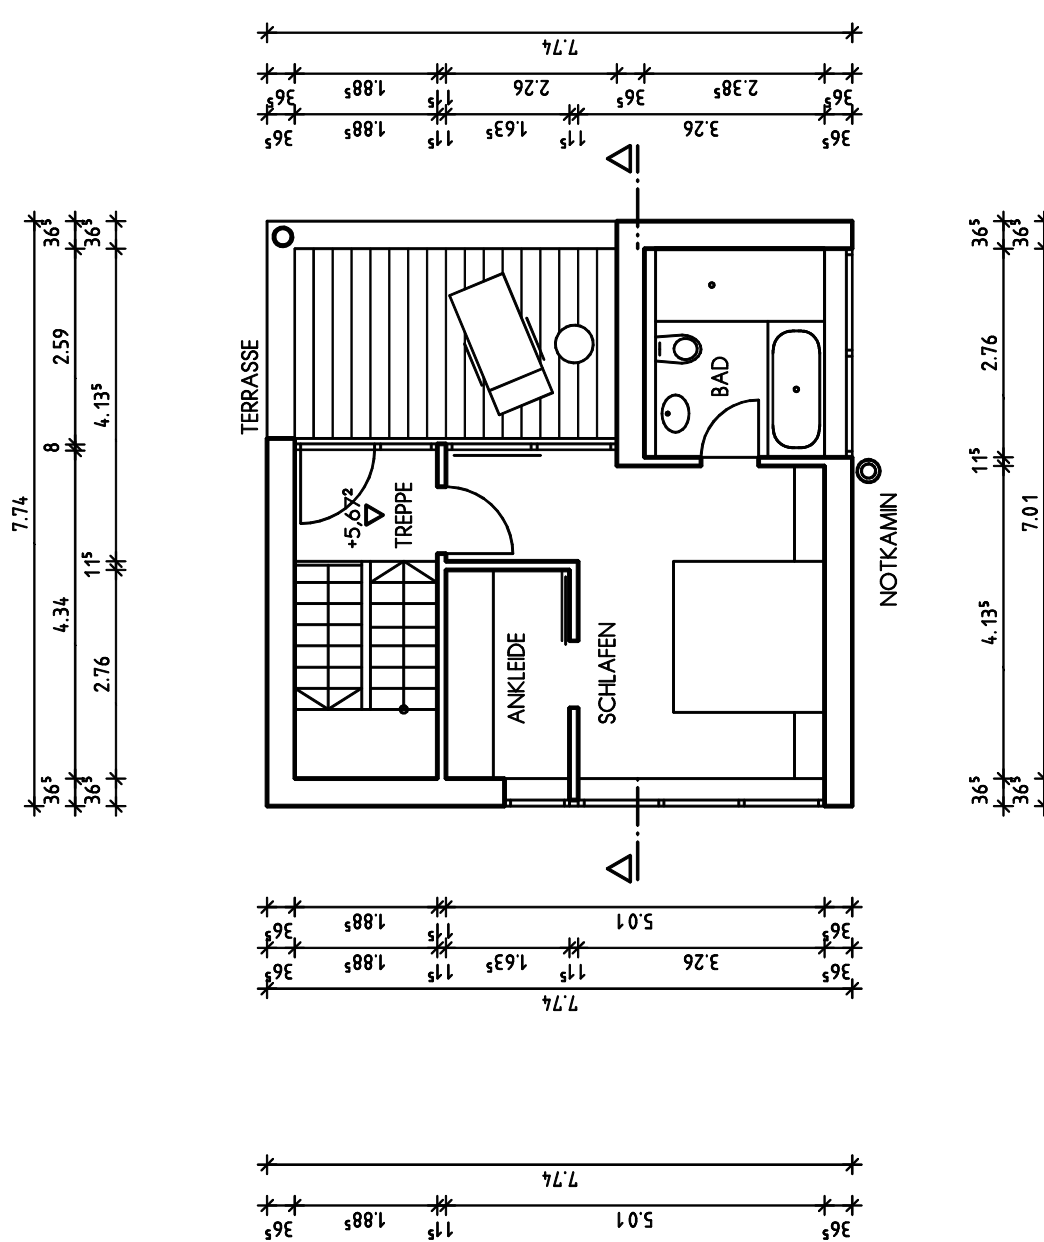 7.74
36⁵ 1.88⁵ 11⁵ 2.26 36⁵ 2.38⁵ 36⁵
36⁵ 1.88⁵ 11⁵ 1.63⁵ 11⁵ 3.26 36⁵
7.74
36⁵ 2.59 8 4.34 36⁵
36⁵ 4.13⁵ 11⁵ 2.76 36⁵
TERRASSE
+5,67²
TREPPE
ANKLEIDE
SCHLAFEN
BAD
NOTKAMIN
36⁵ 2.76 11⁵ 4.13⁵ 36⁵
36⁵ 7.01 36⁵
36⁵ 1.88⁵ 11⁵ 5.01 36⁵
36⁵ 1.88⁵ 11⁵ 1.63⁵ 11⁵ 3.26 36⁵
7.74
7.74
36⁵ 1.88⁵ 11⁵ 5.01 36⁵